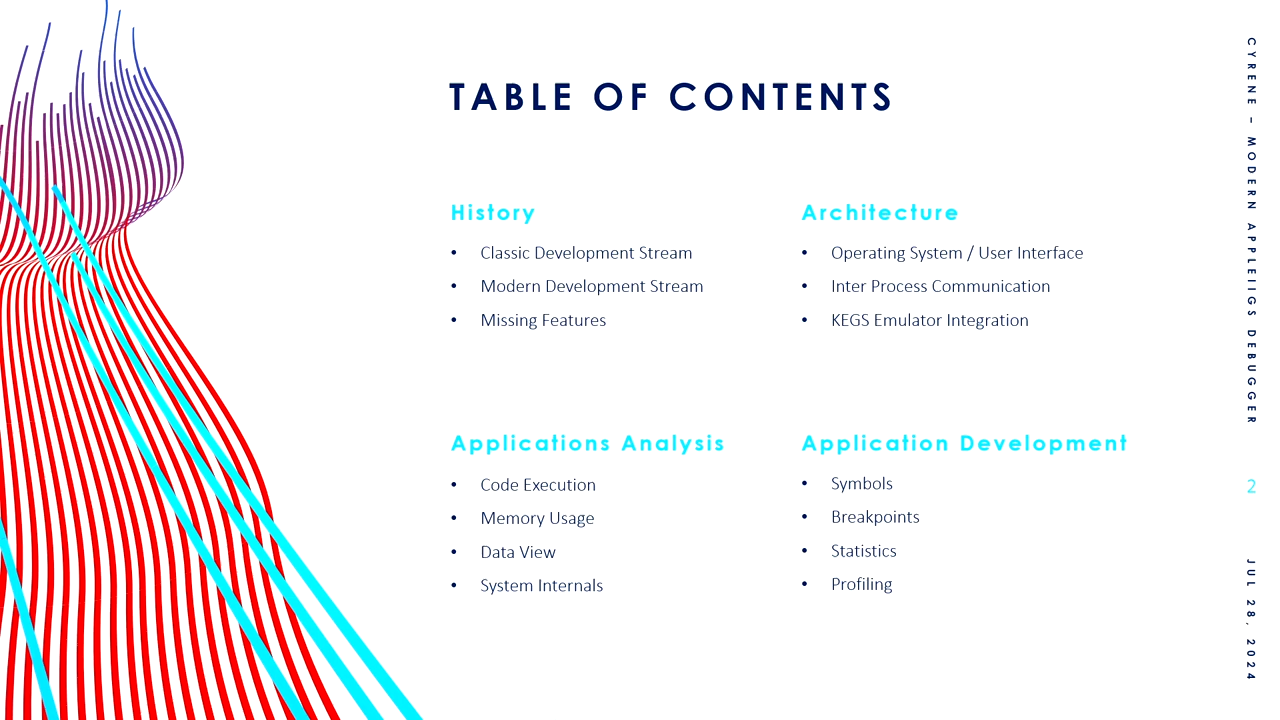 TABLE OF CONTENTS
History
• Classic Development Stream
• Modern Development Stream
• Missing Features
Architecture
• Operating System / User Interface
• Inter Process Communication
• KEGS Emulator Integration
Applications Analysis
• Code Execution
• Memory Usage
• Data View
• System Internals
Application Development
• Symbols
• Breakpoints
• Statistics
• Profiling
CYRENE – MODERN APPLEIIGS DEBUGGER
2
JUL 28, 2024